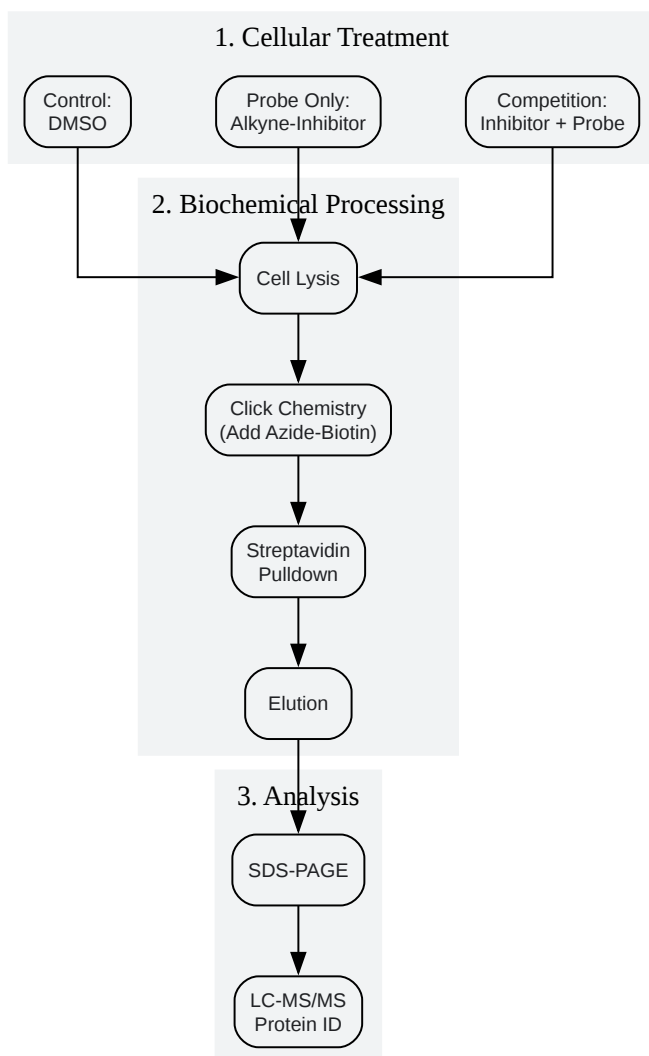 1. Cellular Treatment
Control:
DMSO
Probe Only:
Alkyne-Inhibitor
Competition:
Inhibitor + Probe
2. Biochemical Processing
Cell Lysis
Click Chemistry
(Add Azide-Biotin)
Streptavidin
Pulldown
Elution
3. Analysis
SDS-PAGE
LC-MS/MS
Protein ID